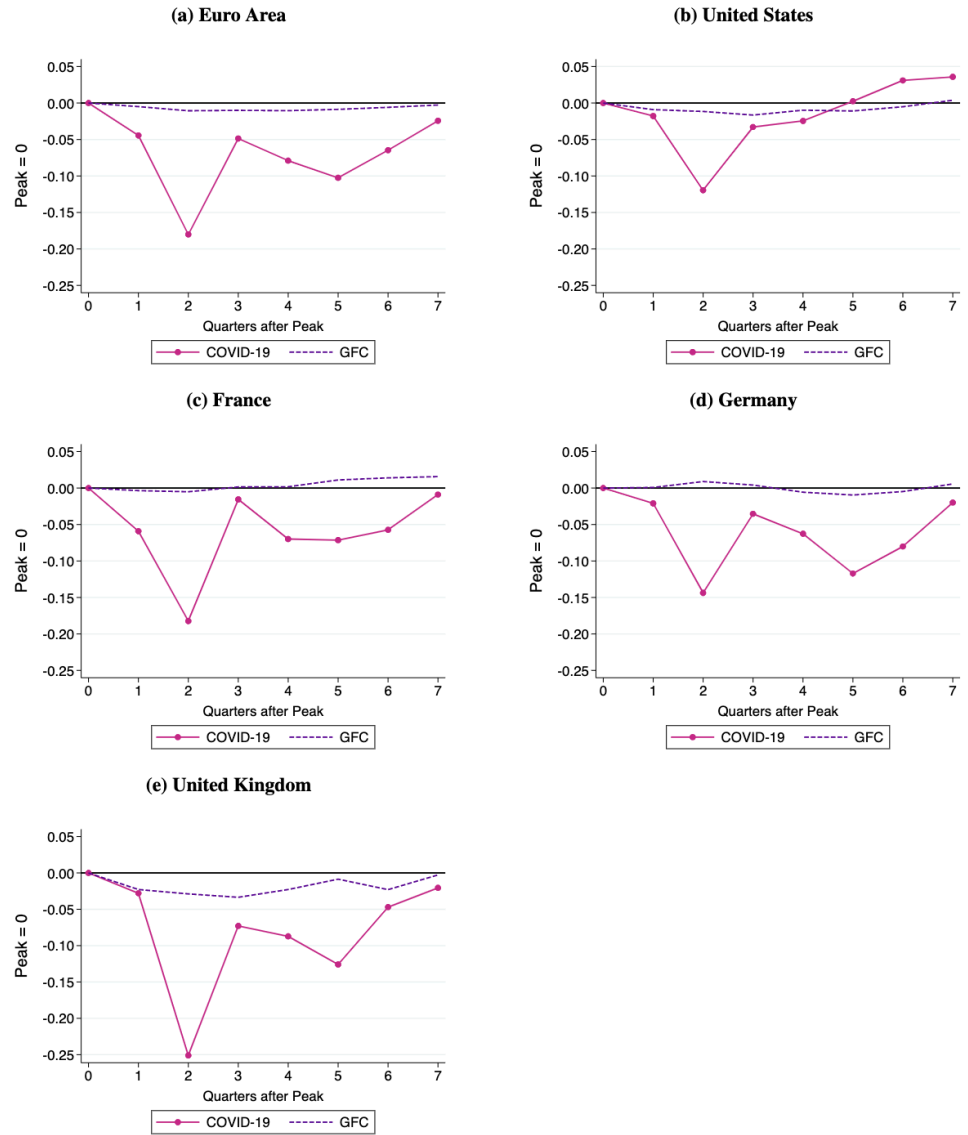 (a) Euro Area
0.05
0.00
-0.05
-0.10
-0.15
-0.20
-0.25
Peak = 0
0 1 2 3 4 5 6 7
Quarters after Peak
COVID-19 GFC
(b) United States
0.05
0.00
-0.05
-0.10
-0.15
-0.20
-0.25
Peak = 0
0 1 2 3 4 5 6 7
Quarters after Peak
COVID-19 GFC
(c) France
0.05
0.00
-0.05
-0.10
-0.15
-0.20
-0.25
Peak = 0
0 1 2 3 4 5 6 7
Quarters after Peak
COVID-19 GFC
(d) Germany
0.05
0.00
-0.05
-0.10
-0.15
-0.20
-0.25
Peak = 0
0 1 2 3 4 5 6 7
Quarters after Peak
COVID-19 GFC
(e) United Kingdom
0.05
0.00
-0.05
-0.10
-0.15
-0.20
-0.25
Peak = 0
0 1 2 3 4 5 6 7
Quarters after Peak
COVID-19 GFC